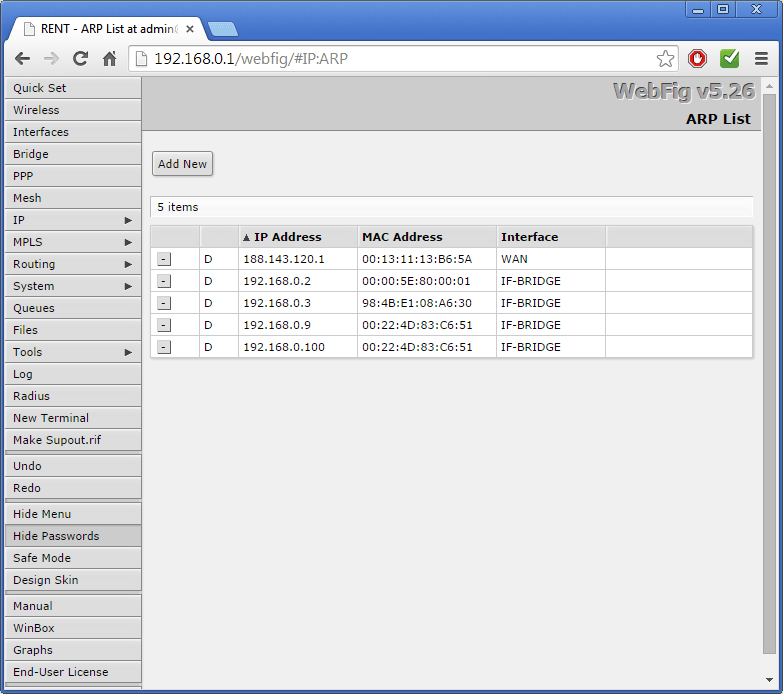 RENT - ARP List at admin
192.168.0.1/webfig/#IP:ARP
WebFig v5.26
ARP List
Quick Set
Wireless
Interfaces
Bridge
PPP
Mesh
IP
MPLS
Routing
System
Queues
Files
Tools
Log
Radius
New Terminal
Make Supout.rif
Undo
Redo
Hide Menu
Hide Passwords
Safe Mode
Design Skin
Manual
WinBox
Graphs
End-User License
Add New
5 items
IP Address MAC Address Interface
- D 188.143.120.1 00:13:11:13:B6:5A WAN
- D 192.168.0.2 00:00:5E:80:00:01 IF-BRIDGE
- D 192.168.0.3 98:4B:E1:08:A6:30 IF-BRIDGE
- D 192.168.0.9 00:22:4D:83:C6:51 IF-BRIDGE
- D 192.168.0.100 00:22:4D:83:C6:51 IF-BRIDGE